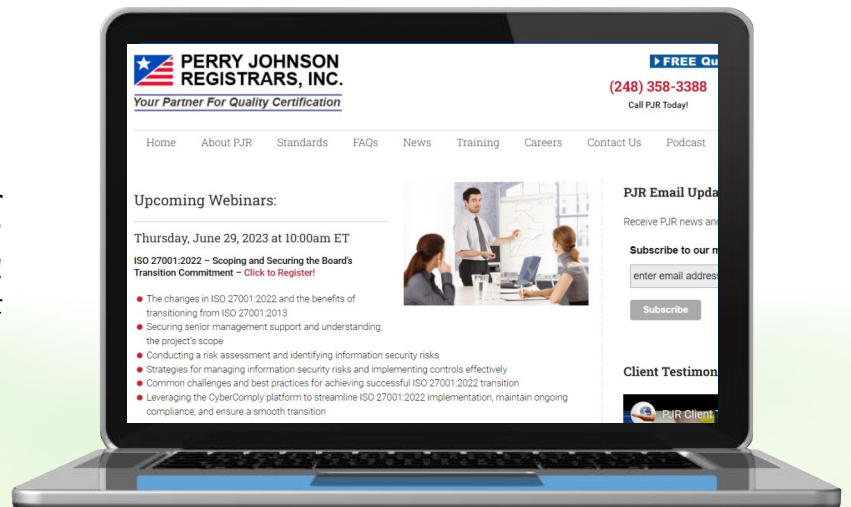 PERRY JOHNSON
REGISTRARS, INC.
Your Partner For Quality Certification
FREE Qu
(248) 358-3388
Call PJR Today!
Home About PJR Standards FAQs News Training Careers Contact Us Podcast
Upcoming Webinars:
Thursday, June 29, 2023 at 10:00am ET
ISO 27001:2022 – Scoping and Securing the Board's
Transition Commitment – Click to Register!
The changes in ISO 27001:2022 and the benefits of
transitioning from ISO 27001:2013
Securing senior management support and understanding
the project's scope
Conducting a risk assessment and identifying information security risks
Strategies for managing information security risks and implementing controls effectively
Common challenges and best practices for achieving successful ISO 27001:2022 transition
Leveraging the CyberComply platform to streamline ISO 27001:2022 implementation, maintain ongoing
compliance, and ensure a smooth transition
PJR Email Upda
Receive PJR news and
Subscribe to our
enter email address
Subscribe
Client Testimon
PJR Client